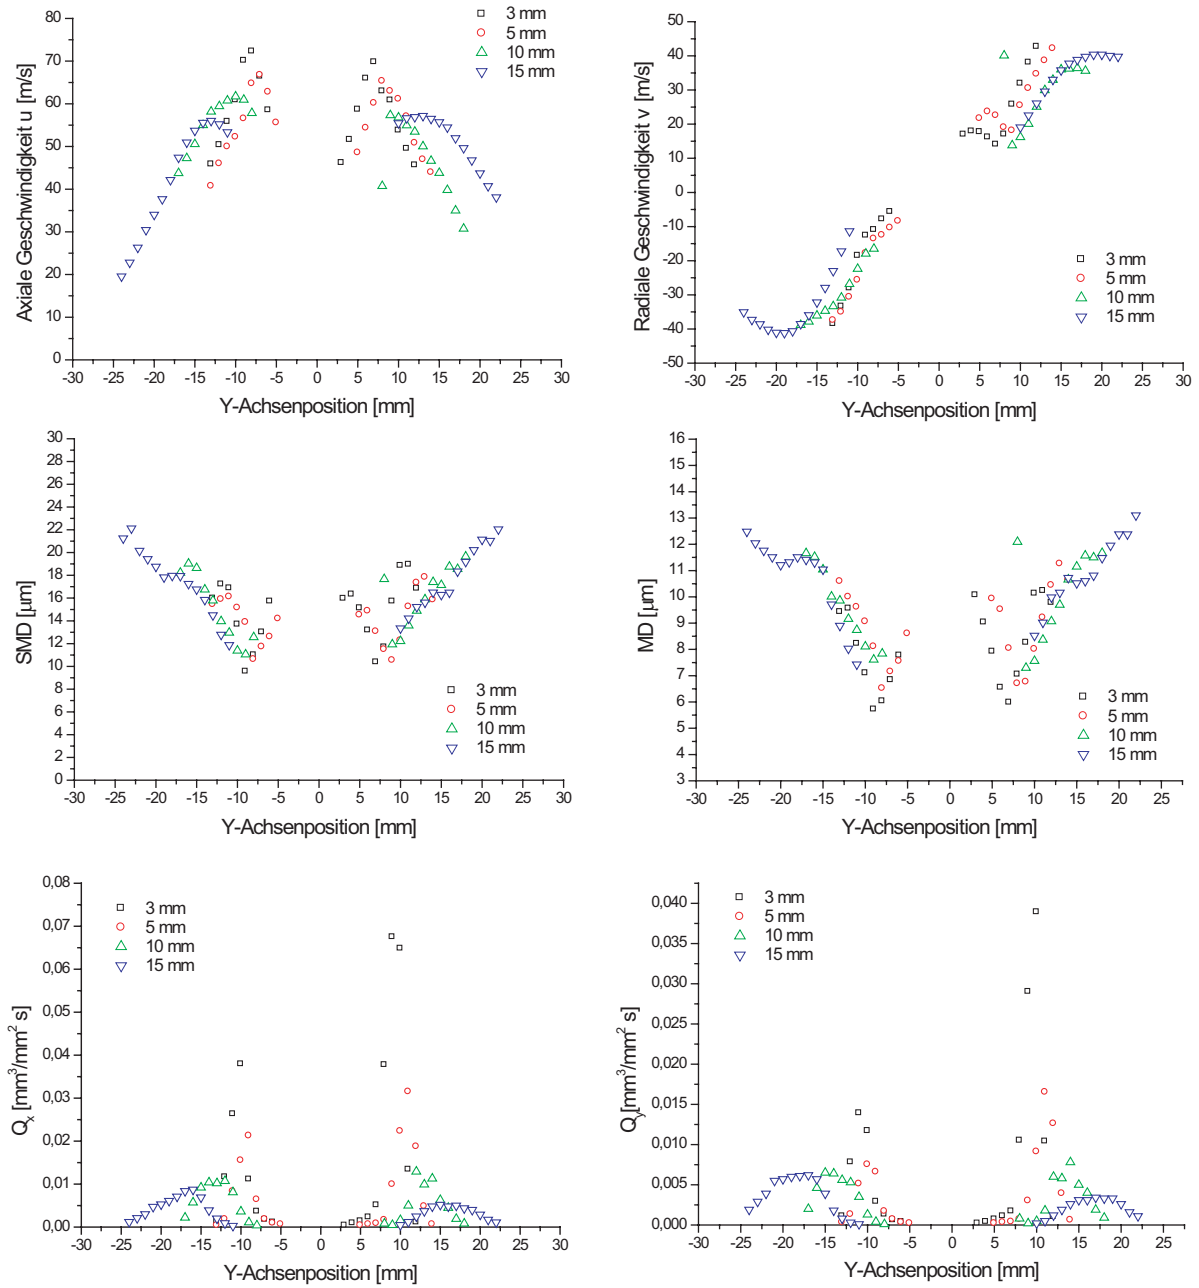 Axiale Geschwindigkeit u [m/s]
80
70
60
50
40
30
20
10
0
-30 -25 -20 -15 -10 -5 0 5 10 15 20 25 30
Y-Achsenposition [mm]
3 mm
5 mm
10 mm
15 mm
Radiale Geschwindigkeit v [m/s]
50
40
30
20
10
0
-10
-20
-30
-40
-50
-30 -25 -20 -15 -10 -5 0 5 10 15 20 25 30
Y-Achsenposition [mm]
3 mm
5 mm
10 mm
15 mm
SMD [µm]
30
28
26
24
22
20
18
16
14
12
10
8
6
4
2
0
-30 -25 -20 -15 -10 -5 0 5 10 15 20 25 30
Y-Achsenposition [mm]
3 mm
5 mm
10 mm
15 mm
MD [µm]
16
15
14
13
12
11
10
9
8
7
6
5
4
3
-30 -25 -20 -15 -10 -5 0 5 10 15 20 25
Y-Achsenposition [mm]
3 mm
5 mm
10 mm
15 mm
Qx [mm³/mm² s]
0,08
0,07
0,06
0,05
0,04
0,03
0,02
0,01
0,00
-30 -25 -20 -15 -10 -5 0 5 10 15 20 25 30
Y-Achsenposition [mm]
3 mm
5 mm
10 mm
15 mm
Qy[mm³/mm² s]
0,040
0,035
0,030
0,025
0,020
0,015
0,010
0,005
0,000
-30 -25 -20 -15 -10 -5 0 5 10 15 20 25 30
Y-Achsenposition [mm]
3 mm
5 mm
10 mm
15 mm